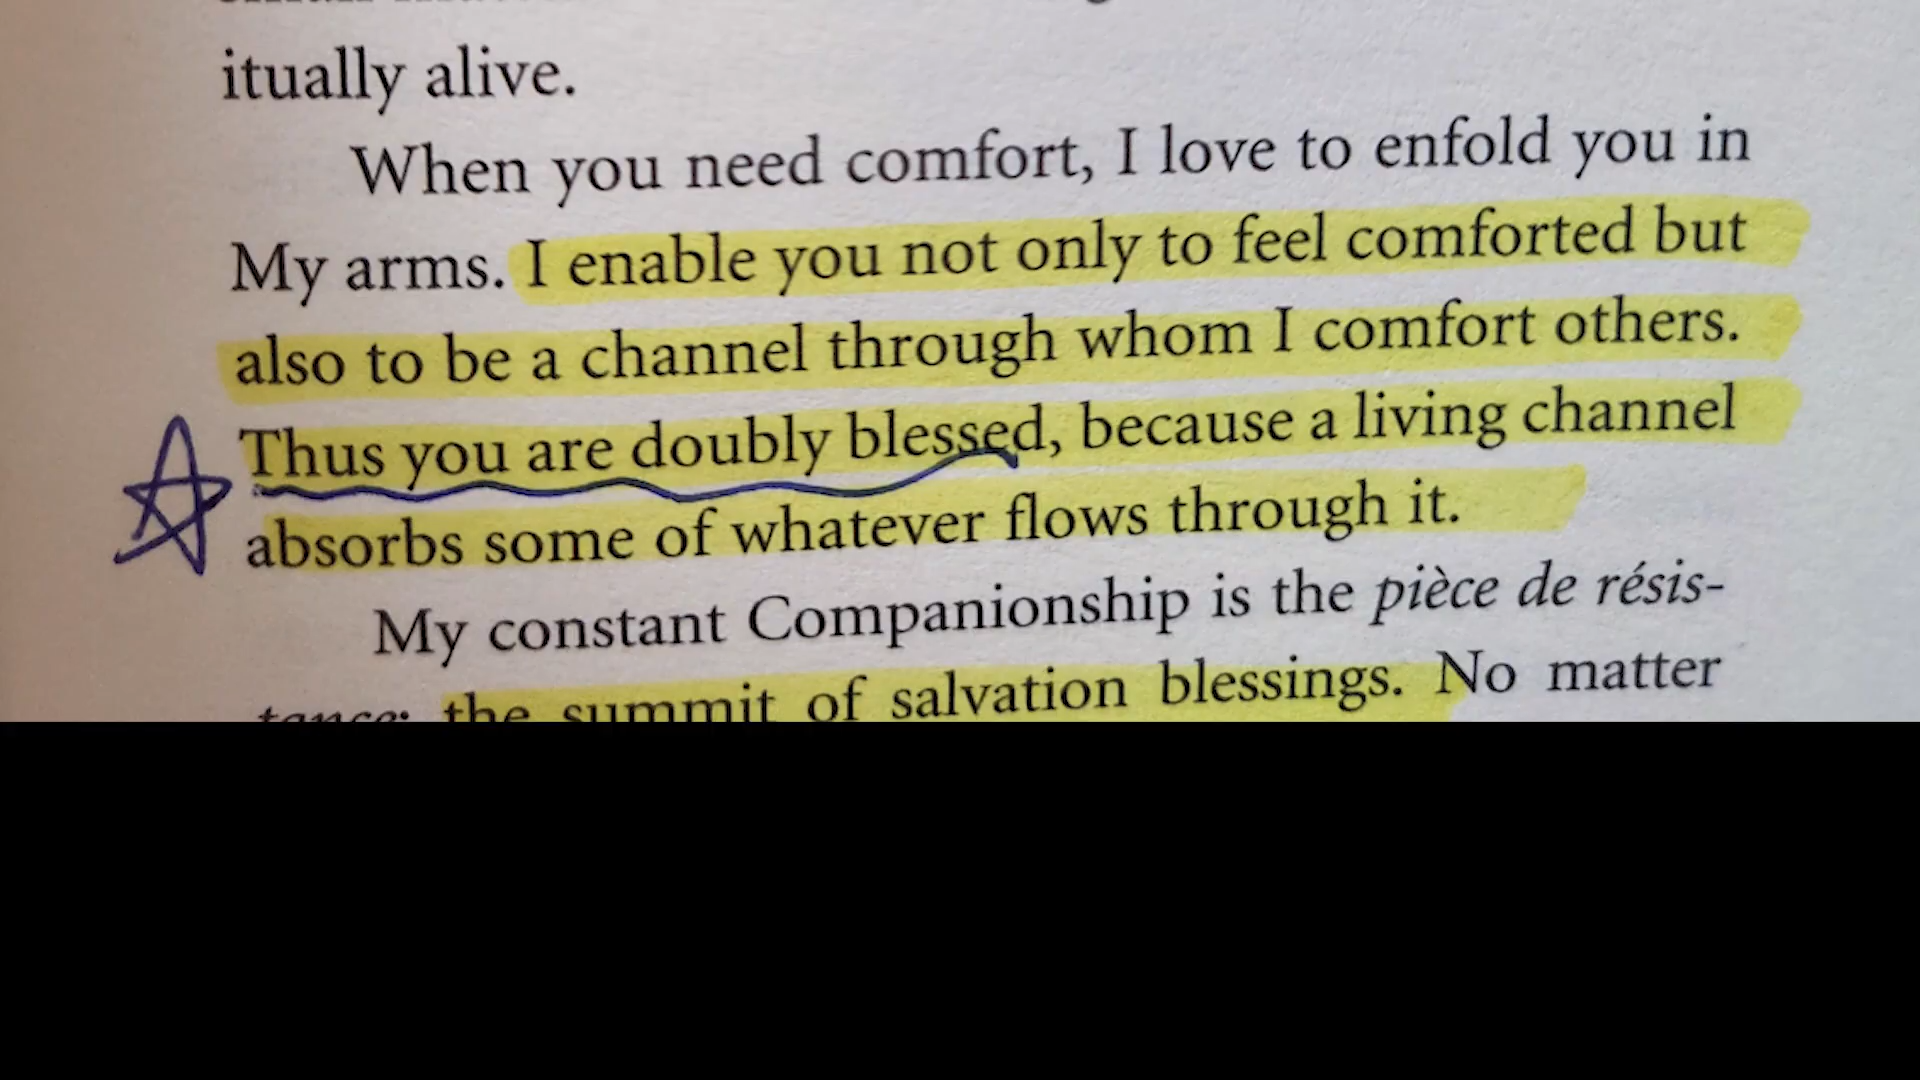 itually alive.
When you need comfort, I love to enfold you in
My arms. I enable you not only to feel comforted but
also to be a channel through whom I comfort others.
Thus you are doubly blessed, because a living channel
absorbs some of whatever flows through it.
My constant Companionship is the pièce de résis-
tance: the summit of salvation blessings. No matter